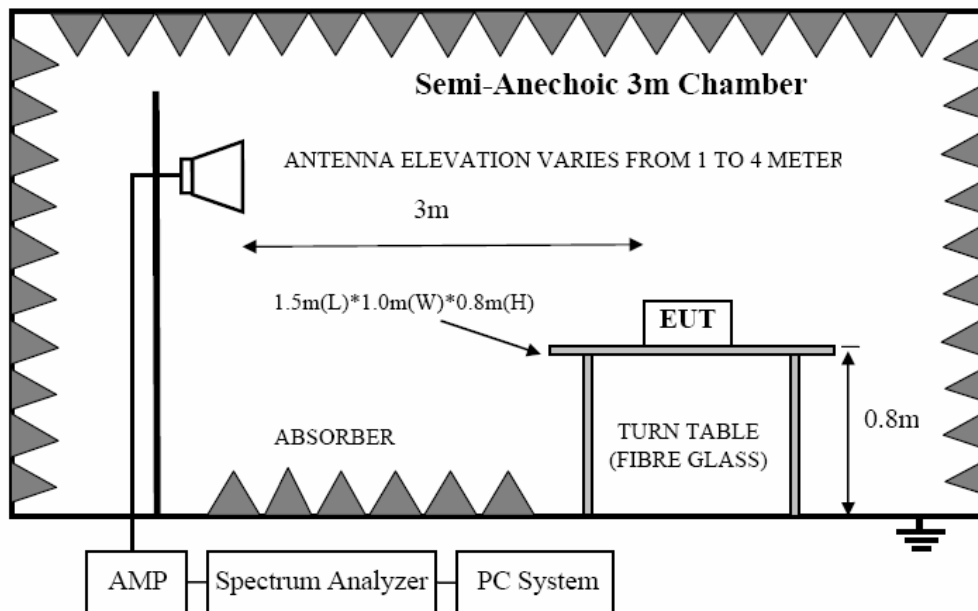 Semi-Anechoic 3m Chamber
ANTENNA ELEVATION VARIES FROM 1 TO 4 METER
3m
1.5m(L)*1.0m(W)*0.8m(H)
EUT
0.8m
ABSORBER
TURN TABLE
(FIBRE GLASS)
AMP
Spectrum Analyzer
PC System